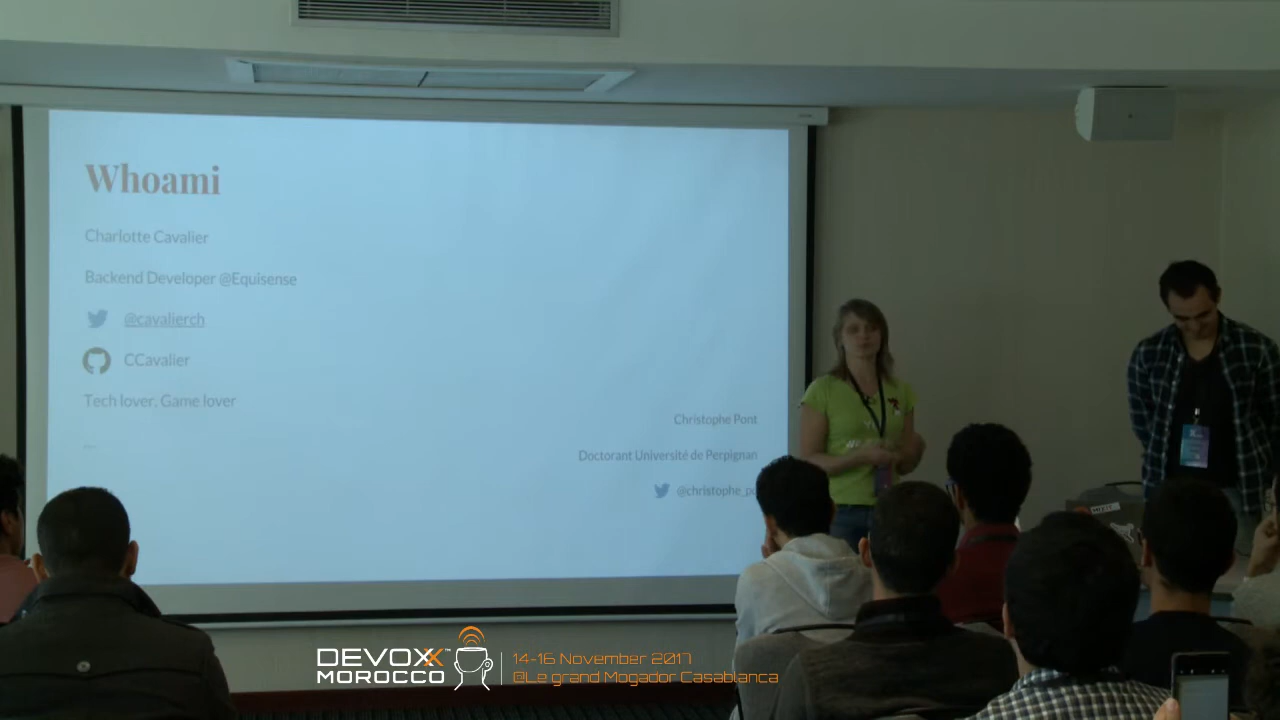 Whoami
Charlotte Cavalier
Backend Developer @Equisense
@cavalierch
CCavalier
Tech lover, Game lover
...
Christophe Pont
Doctorant Université de Perpignan
DEVOXX™
MOROCCO
14-16 November 2017
@Le grand Mogador Casablanca